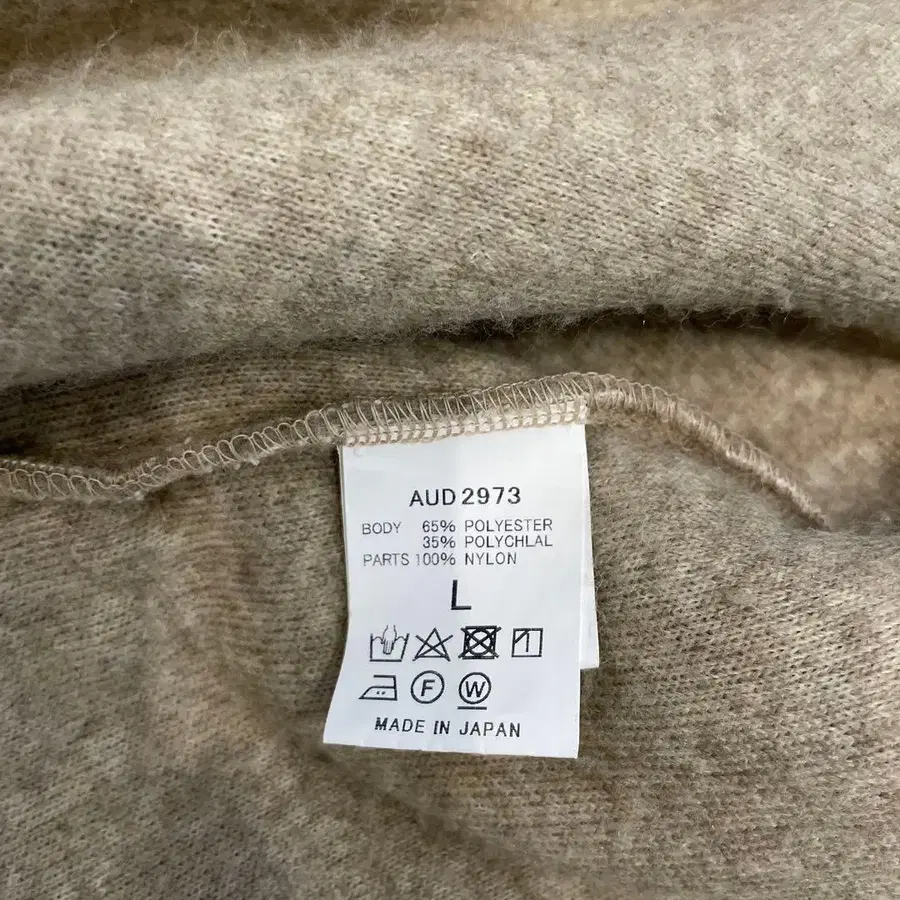 AUD2973
BODY 65% POLYESTER
35% POLYCHLAL
PARTS 100% NYLON
L
F W
MADE IN JAPAN